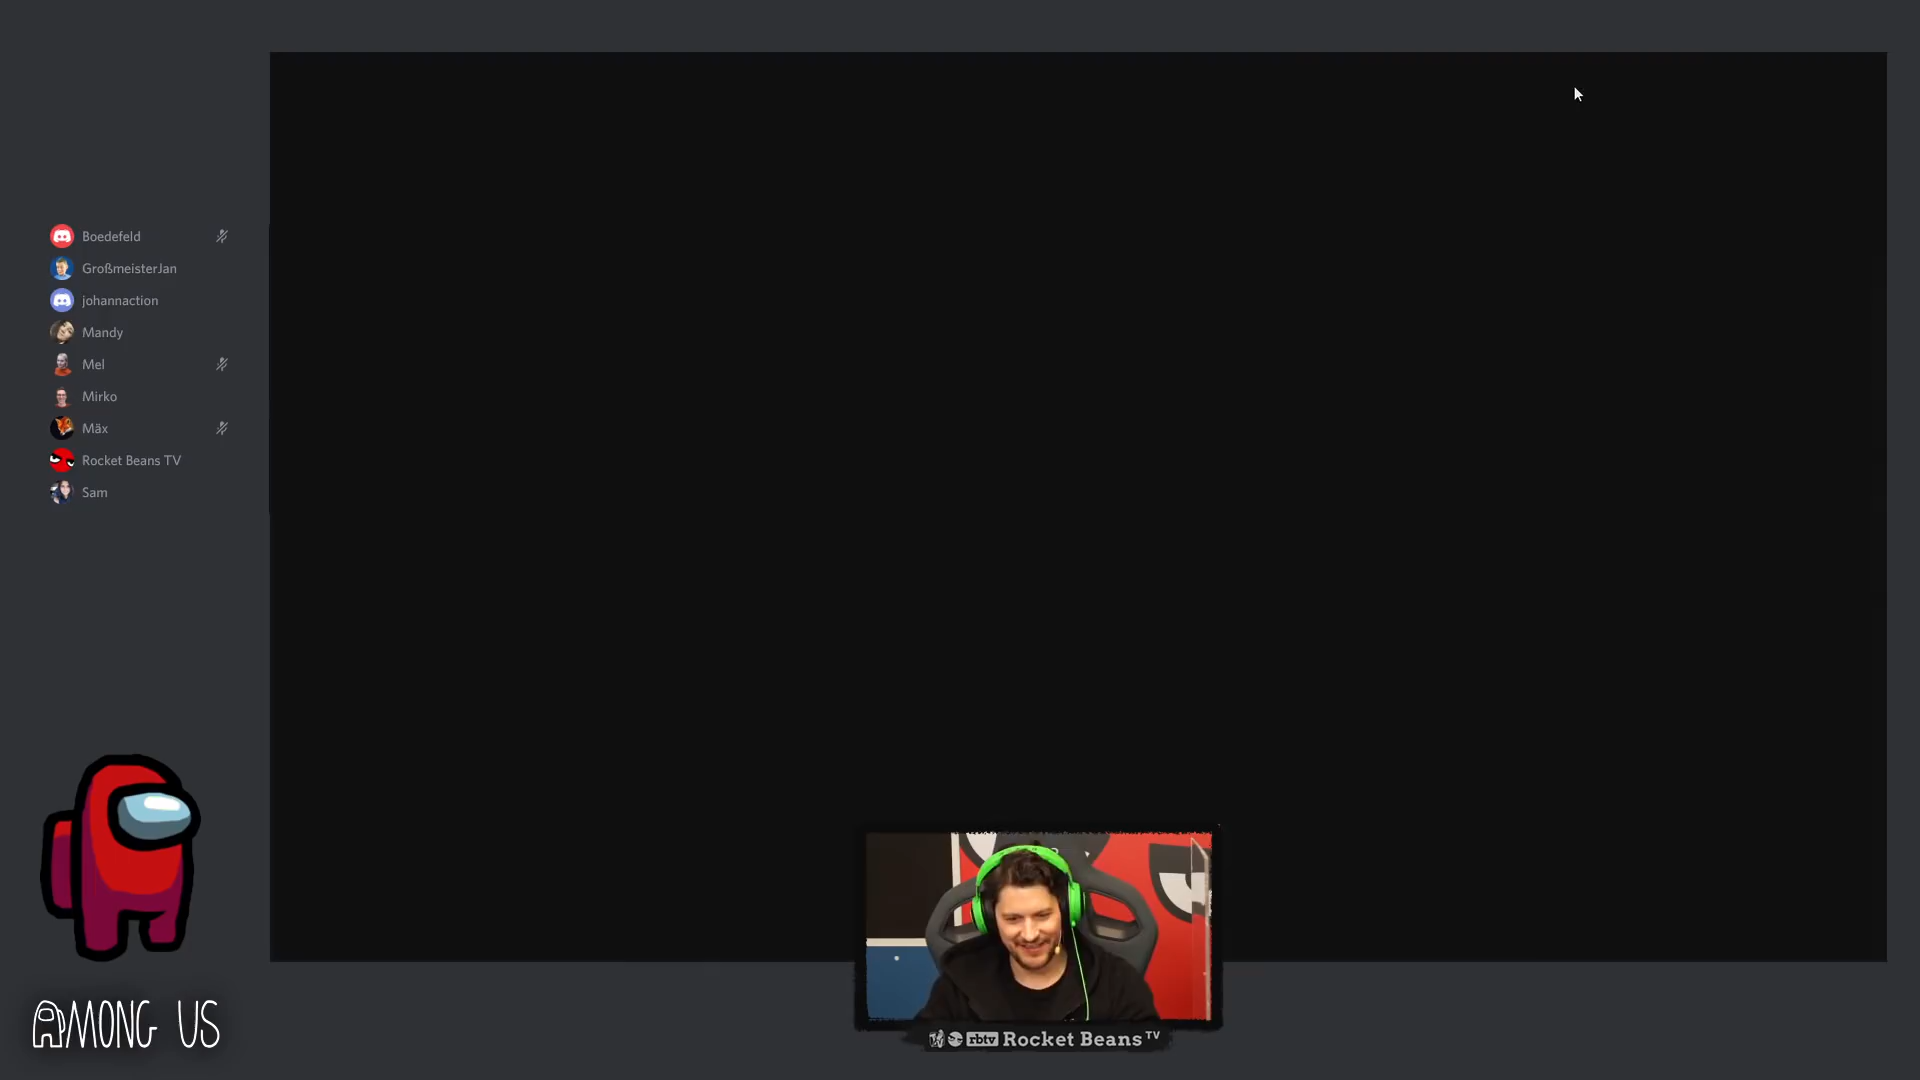 Boedefeld
GroßmeisterJan
johannaction
Mandy
Mel
Mirko
Mäx
Rocket Beans TV
Sam
AMONG US
rbtv Rocket Beans TV